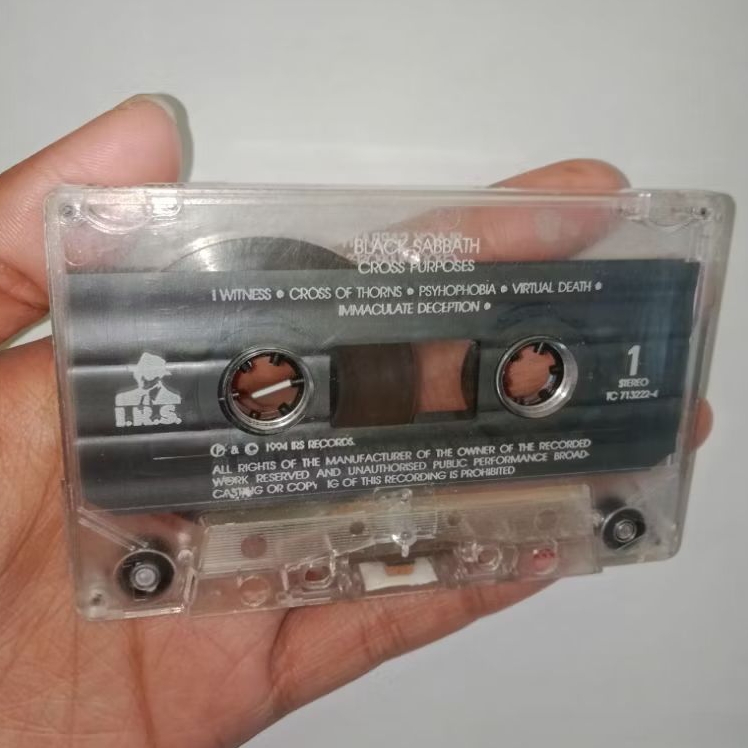 BLACK SABBATH
CROSS PURPOSES
I WITNESS • CROSS OF THORNS • PSYHOPHOBIA • VIRTUAL DEATH •
IMMACULATE DECEPTION •
I.R.S.
1
STEREO
TC 713222-4
℗ & © 1994 IRS RECORDS.
ALL RIGHTS OF THE MANUFACTURER OF THE OWNER OF THE RECORDED
WORK RESERVED AND UNAUTHORISED PUBLIC PERFORMANCE BROAD-
CASTING OR COPY IG OF THIS RECORDING IS PROHIBITED